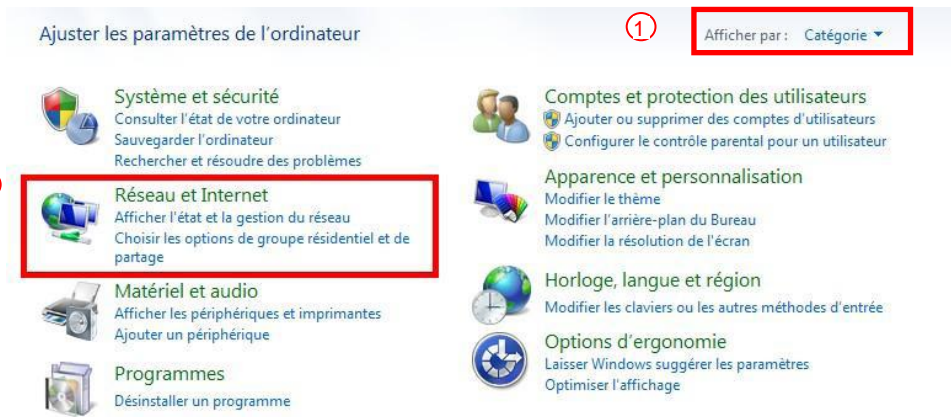 Ajuster les paramètres de l'ordinateur
1
Afficher par : Catégorie
Système et sécurité
Consulter l'état de votre ordinateur
Sauvegarder l'ordinateur
Rechercher et résoudre des problèmes
Réseau et Internet
Afficher l'état et la gestion du réseau
Choisir les options de groupe résidentiel et de
partage
Matériel et audio
Afficher les périphériques et imprimantes
Ajouter un périphérique
Programmes
Désinstaller un programme
Comptes et protection des utilisateurs
Ajouter ou supprimer des comptes d'utilisateurs
Configurer le contrôle parental pour un utilisateur
Apparence et personnalisation
Modifier le thème
Modifier l'arrière-plan du Bureau
Modifier la résolution de l'écran
Horloge, langue et région
Modifier les claviers ou les autres méthodes d'entrée
Options d'ergonomie
Laisser Windows suggérer les paramètres
Optimiser l'affichage